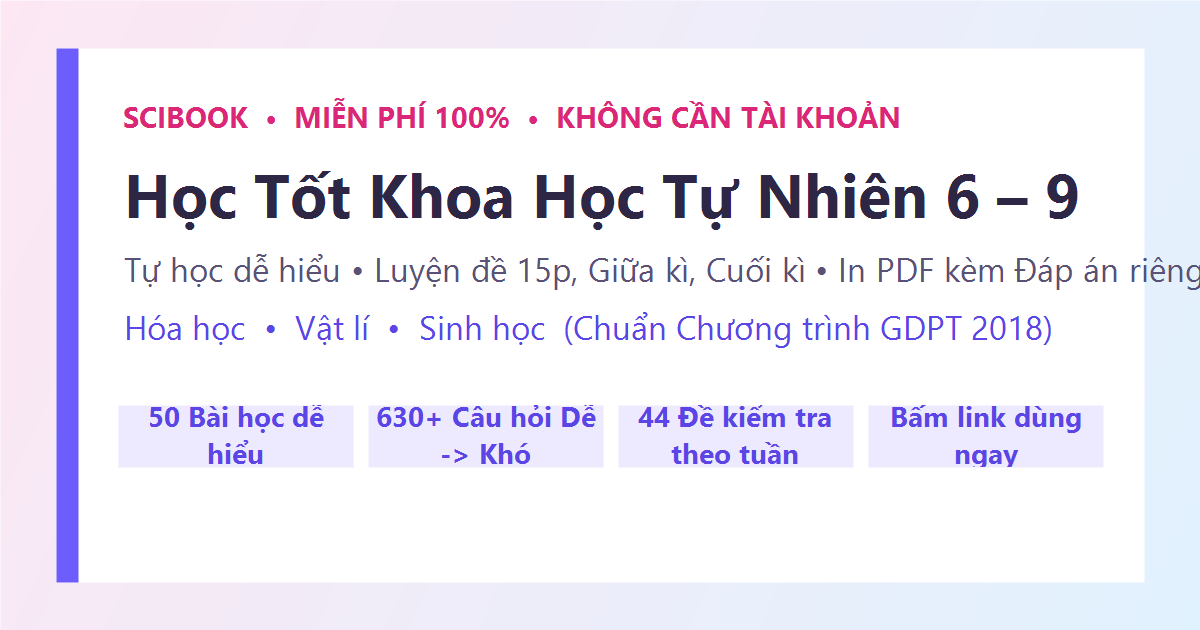 SCIBOOK • MIỄN PHÍ 100% • KHÔNG CẦN TÀI KHOẢN
Học Tốt Khoa Học Tự Nhiên 6 – 9
Tự học dễ hiểu • Luyện đề 15p, Giữa kì, Cuối kì • In PDF kèm Đáp án riêng
Hóa học • Vật lí • Sinh học (Chuẩn Chương trình GDPT 2018)
50 Bài học dễ
hiểu
630+ Câu hỏi Dễ
-> Khó
44 Đề kiểm tra
theo tuần
Bấm link dùng
ngay